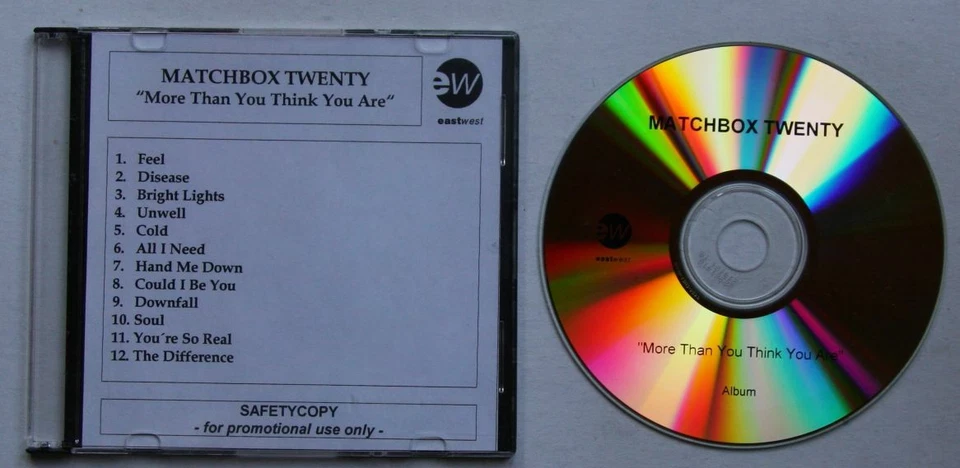 MATCHBOX TWENTY
“More Than You Think You Are“
ew
eastwest
1. Feel
2. Disease
3. Bright Lights
4. Unwell
5. Cold
6. All I Need
7. Hand Me Down
8. Could I Be You
9. Downfall
10. Soul
11. You´re So Real
12. The Difference
SAFETYCOPY
- for promotional use only -
MATCHBOX TWENTY
ew
eastwest
"More Than You Think You Are"
Album